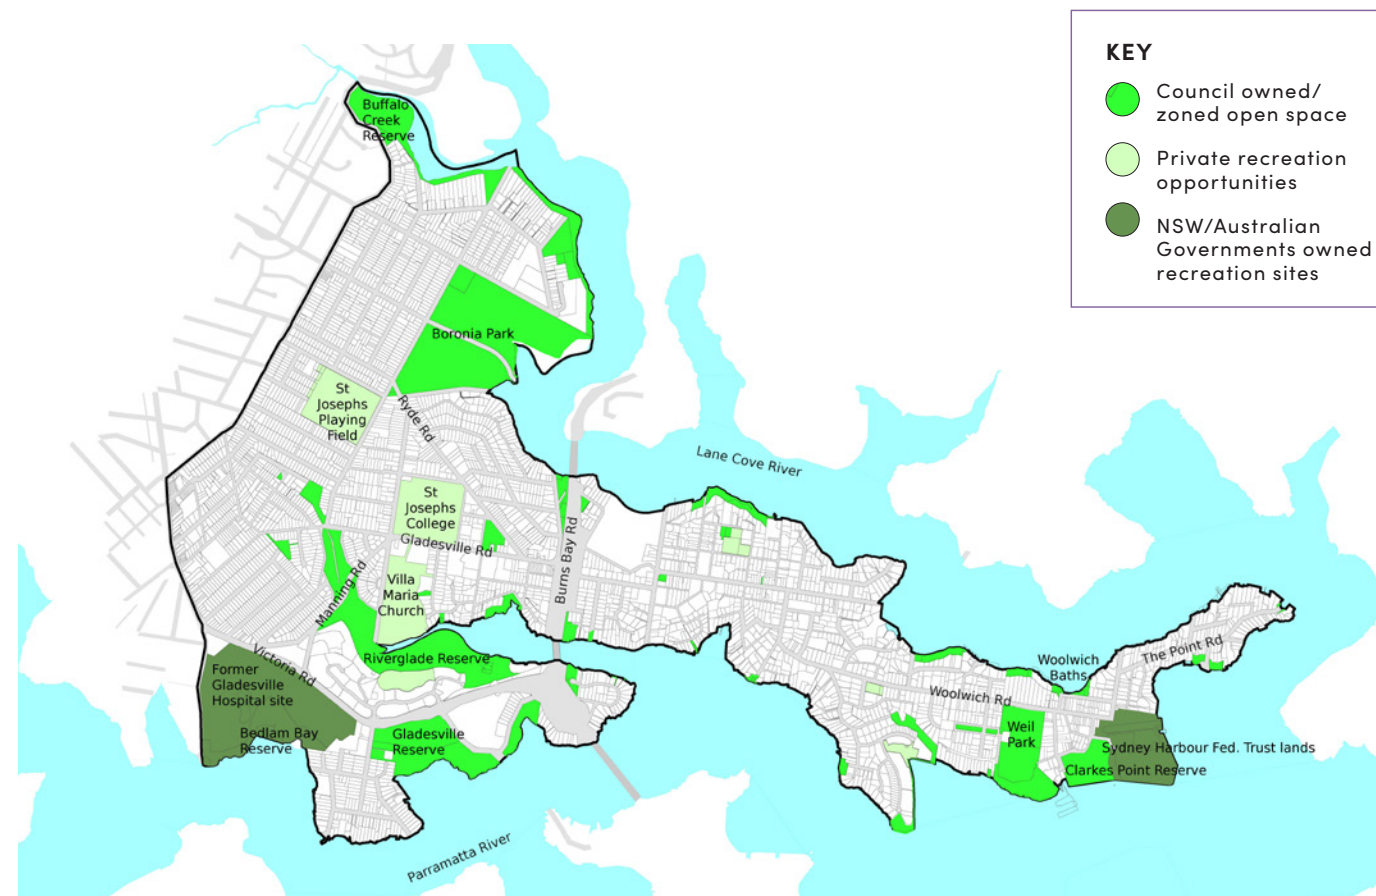 KEY
Council owned/
zoned open space
Private recreation
opportunities
NSW/Australian
Governments owned
recreation sites
Buffalo
Creek
Reserve
Boronia Park
St
Josephs
Playing
Field
Ryde Rd
Lane Cove River
St
Josephs
College
Gladesville Rd
Burns Bay Rd
Villa
Maria
Church
Manning Rd
Victoria Rd
Riverglade Reserve
Former
Gladesville
Hospital site
Bedlam Bay
Reserve
Gladesville
Reserve
Parramatta River
Woolwich
Baths
The Point Rd
Woolwich Rd
Weil
Park
Sydney Harbour Fed. Trust lands
Clarkes Point Reserve